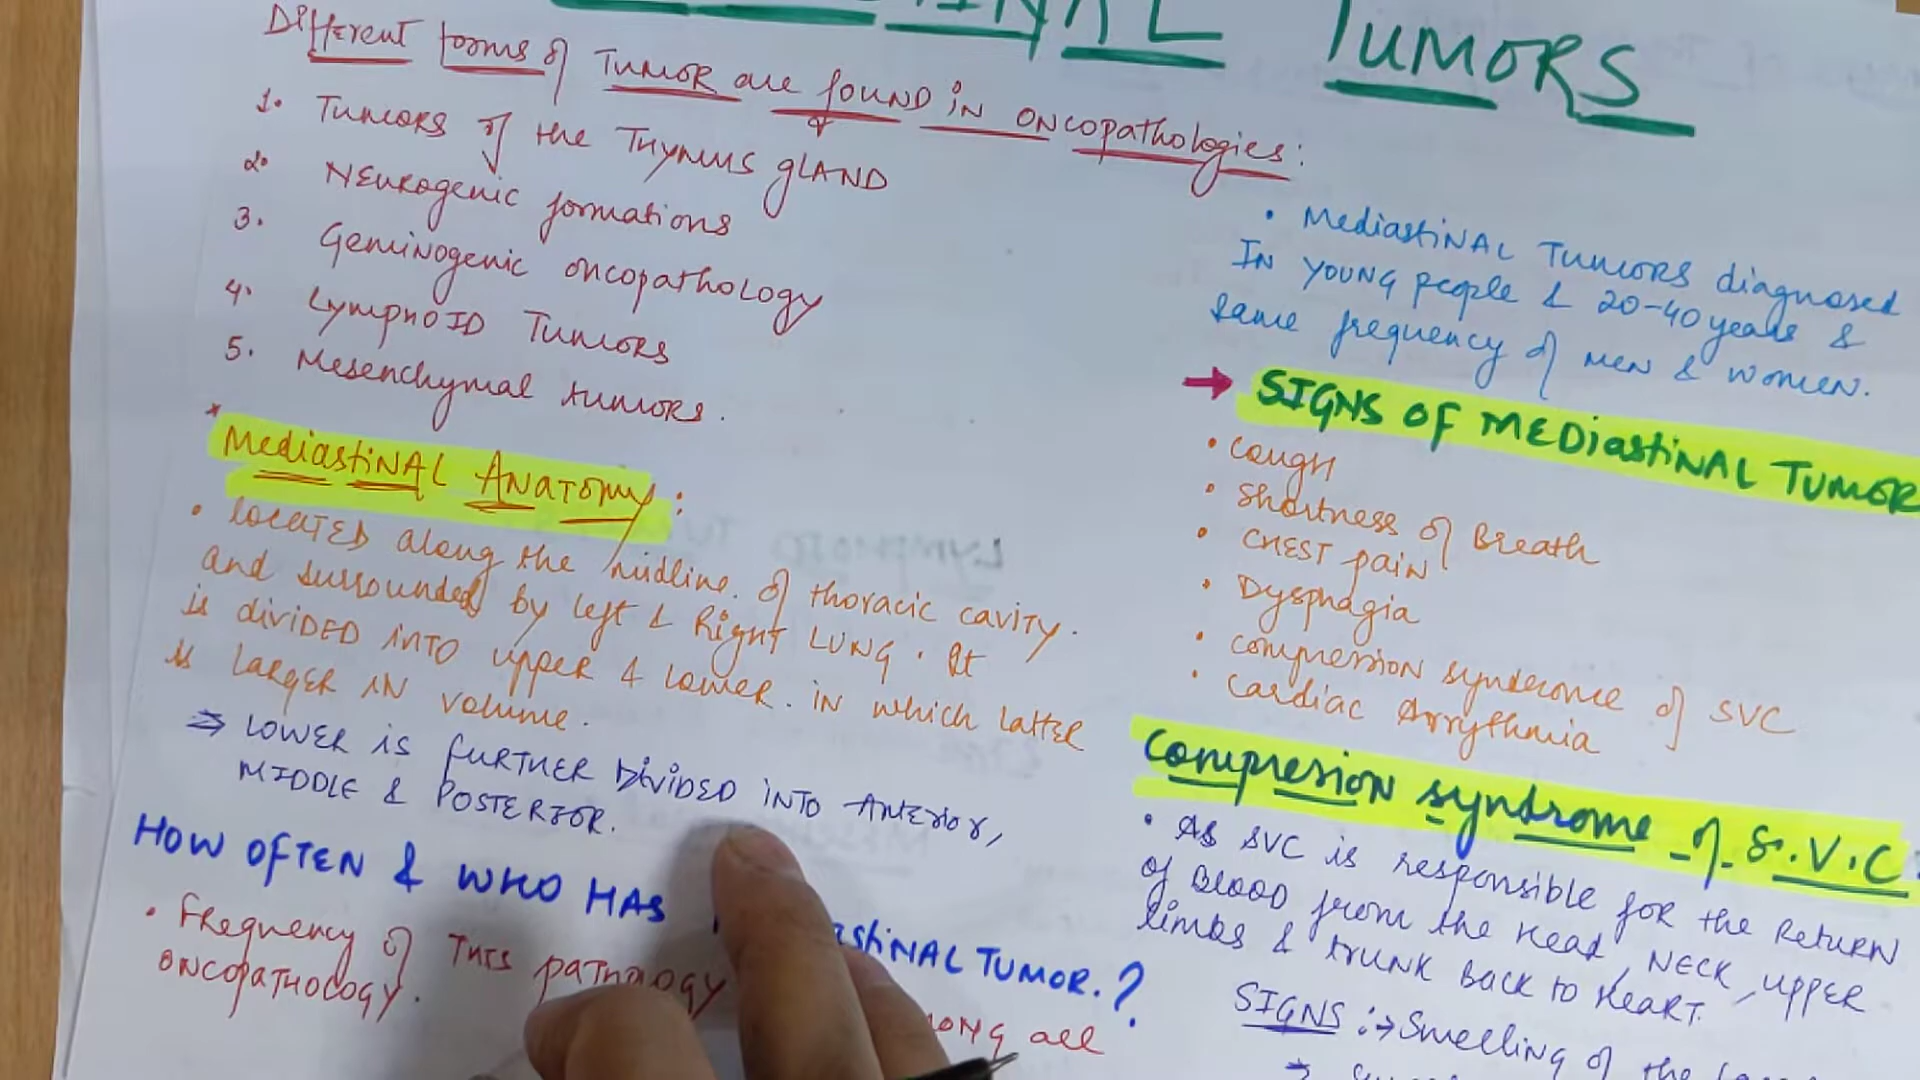 TUMORS
Different forms of TUMOR are found in oncopathologies:
1. Tumors of the Thymus gLAND
2. Neurogenic formations
3. Geminogenic oncopathology
4. Lymphoid Tumors
5. Mesenchymal tumors.
* Mediastinal Anatomy:
• Located along the midline of thoracic cavity.
and surrounded by left & Right LUNG. It
is divided into upper & lower. in which latter
is larger in volume.
⇒ LOWER is further Divided into Anterior,
MIDDLE & POSTERIOR.
HOW OFTEN & WHO HAS
astinal TUMOR.?
• Frequency of This pathology
all
oncopathology.
• Mediastinal Tumors diagnosed
In young people & 20-40 years &
same frequency of men & women.
→ SIGNS OF MEDiastinal TUMOR
• cough
• shortness of Breath
• CHEST pain
• Dysphagia
• compression synderome of SVC
• cardiac Arrythmia
Compresion syndrome of S.V.C:
• As SVC is responsible for the Return
of Blood from the Head, NECK, UPPER
limbs & trunk Back to Heart.
SIGNS :→ Swelling of the